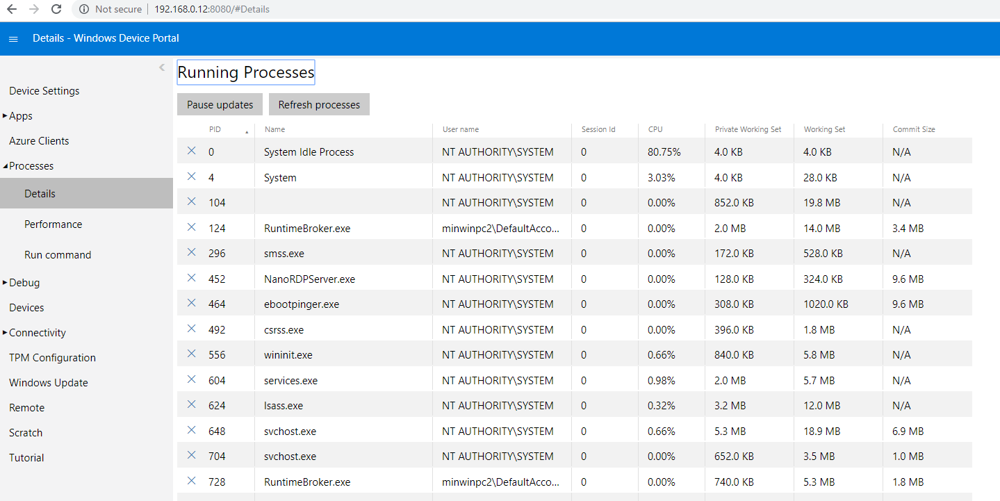 Not secure | 192.168.0.12:8080/#Details
Details - Windows Device Portal
Device Settings
Apps
Azure Clients
Processes
Details
Performance
Run command
Debug
Devices
Connectivity
TPM Configuration
Windows Update
Remote
Scratch
Tutorial
Running Processes
Pause updates Refresh processes
PID Name User name Session Id CPU Private Working Set Working Set Commit Size
0 System Idle Process NT AUTHORITY\SYSTEM 0 80.75% 4.0 KB 4.0 KB N/A
4 System NT AUTHORITY\SYSTEM 0 3.03% 4.0 KB 28.0 KB N/A
104 NT AUTHORITY\SYSTEM 0 0.00% 852.0 KB 19.8 MB N/A
124 RuntimeBroker.exe minwinpc2\DefaultAcco... 0 0.00% 2.0 MB 14.0 MB 3.4 MB
296 smss.exe NT AUTHORITY\SYSTEM 0 0.00% 172.0 KB 528.0 KB N/A
452 NanoRDPServer.exe NT AUTHORITY\SYSTEM 0 0.00% 128.0 KB 324.0 KB 9.6 MB
464 ebootpinger.exe NT AUTHORITY\SYSTEM 0 0.00% 308.0 KB 1020.0 KB 9.6 MB
492 csrss.exe NT AUTHORITY\SYSTEM 0 0.00% 396.0 KB 1.8 MB N/A
556 wininit.exe NT AUTHORITY\SYSTEM 0 0.66% 840.0 KB 5.8 MB N/A
604 services.exe NT AUTHORITY\SYSTEM 0 0.98% 2.0 MB 5.7 MB N/A
624 lsass.exe NT AUTHORITY\SYSTEM 0 0.32% 3.2 MB 12.0 MB N/A
648 svchost.exe NT AUTHORITY\SYSTEM 0 0.66% 5.3 MB 18.9 MB 6.9 MB
704 svchost.exe NT AUTHORITY\SYSTEM 0 0.00% 652.0 KB 3.5 MB 1.0 MB
728 RuntimeBroker.exe minwinpc2\DefaultAcco... 0 0.00% 740.0 KB 5.3 MB 1.8 MB